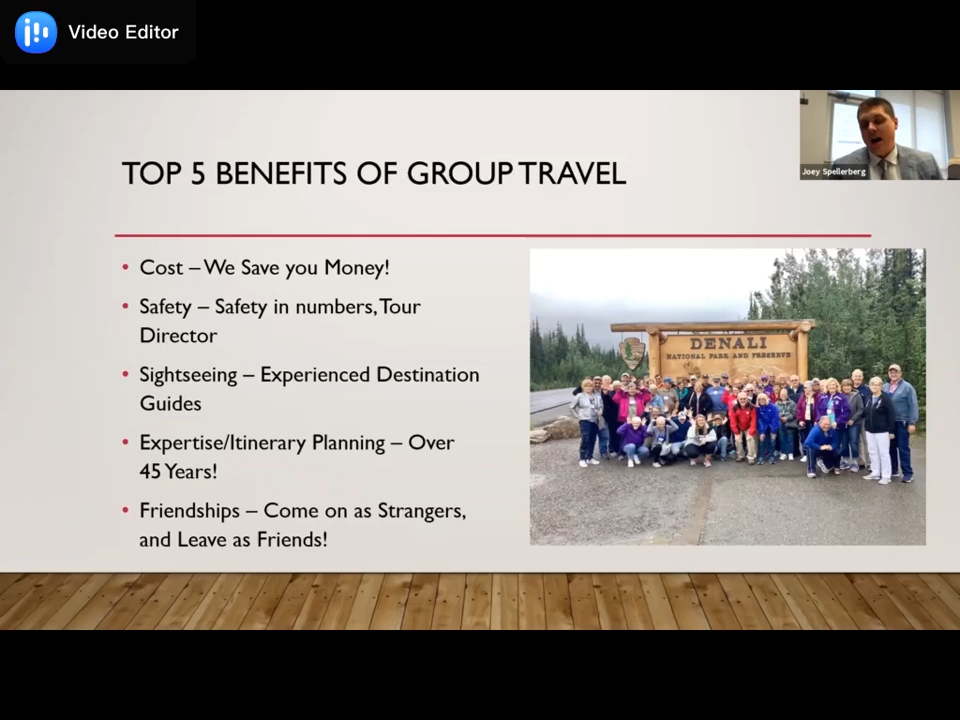 Video Editor
TOP 5 BENEFITS OF GROUP TRAVEL
Joey Spellerberg
• Cost – We Save you Money!
• Safety – Safety in numbers, Tour
Director
• Sightseeing – Experienced Destination
Guides
• Expertise/Itinerary Planning – Over
45 Years!
• Friendships – Come on as Strangers,
and Leave as Friends!
DENALI
NATIONAL PARK AND PRESERVE